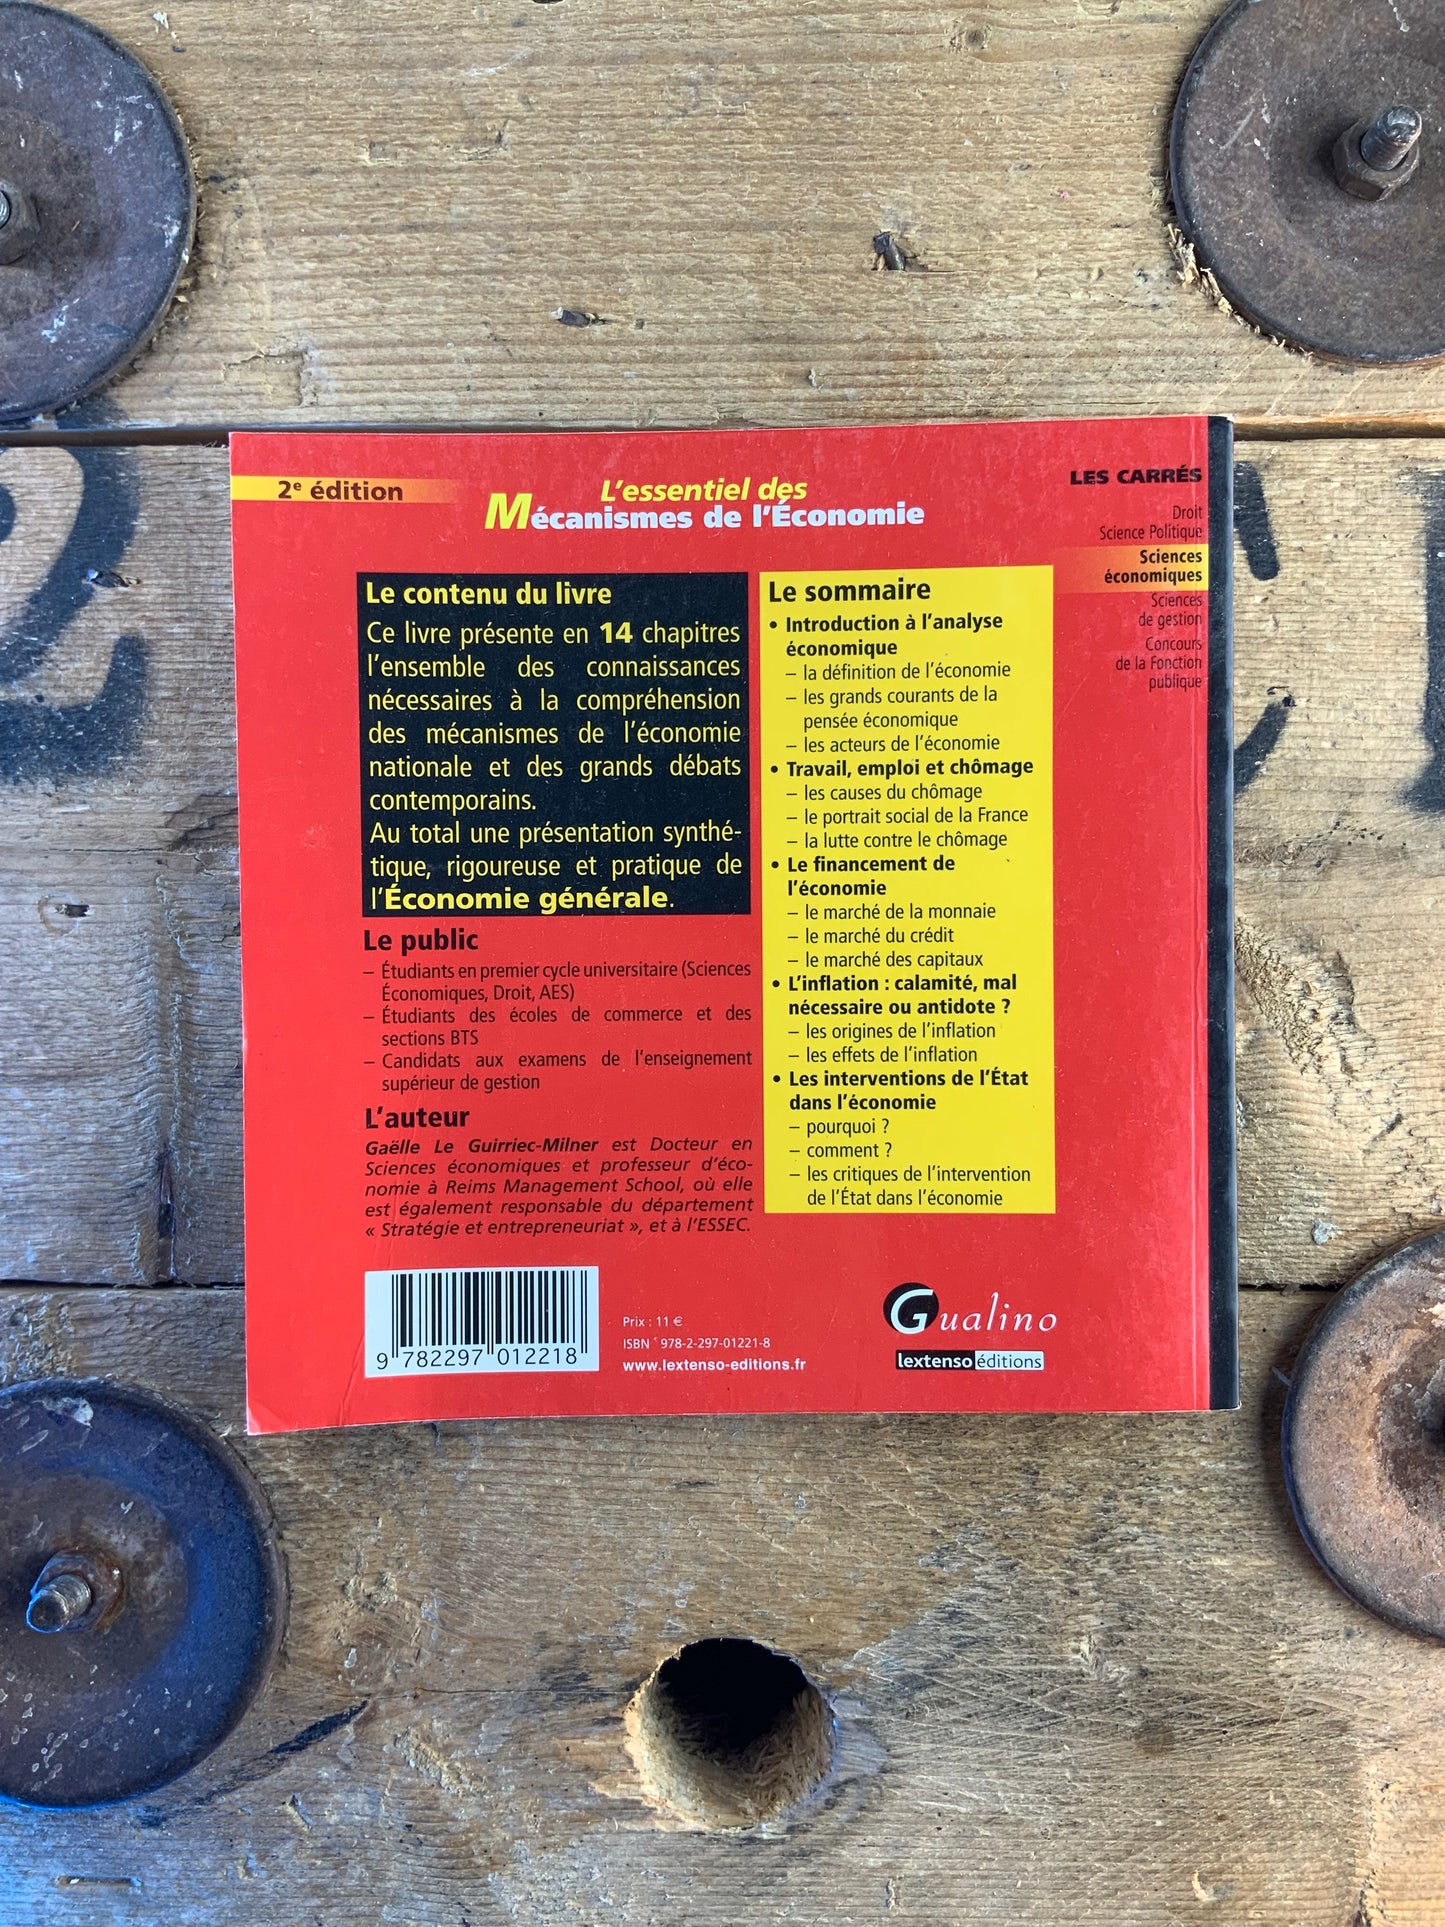 2e édition
L'essentiel des
Mécanismes de l'Économie
LES CARRÉS
Droit
Science Politique
Sciences
économiques
Sciences
de gestion
Concours
de la Fonction
publique
Le contenu du livre
Ce livre présente en 14 chapitres
l'ensemble des connaissances
nécessaires à la compréhension
des mécanismes de l'économie
nationale et des grands débats
contemporains.
Au total une présentation synthé-
tique, rigoureuse et pratique de
l'Économie générale.
Le public
– Étudiants en premier cycle universitaire (Sciences
Économiques, Droit, AES)
– Étudiants des écoles de commerce et des
sections BTS
– Candidats aux examens de l'enseignement
supérieur de gestion
L'auteur
Gaëlle Le Guirriec-Milner est Docteur en
Sciences économiques et professeur d'éco-
nomie à Reims Management School, où elle
est également responsable du département
« Stratégie et entrepreneuriat », et à l'ESSEC.
Le sommaire
• Introduction à l'analyse
économique
– la définition de l'économie
– les grands courants de la
pensée économique
– les acteurs de l'économie
• Travail, emploi et chômage
– les causes du chômage
– le portrait social de la France
– la lutte contre le chômage
• Le financement de
l'économie
– le marché de la monnaie
– le marché du crédit
– le marché des capitaux
• L'inflation : calamité, mal
nécessaire ou antidote ?
– les origines de l'inflation
– les effets de l'inflation
• Les interventions de l'État
dans l'économie
– pourquoi ?
– comment ?
– les critiques de l'intervention
de l'État dans l'économie
9 782297 012218
Prix : 11 €
ISBN 978-2-297-01221-8
www.lextenso-editions.fr
Gualino
lextenso éditions